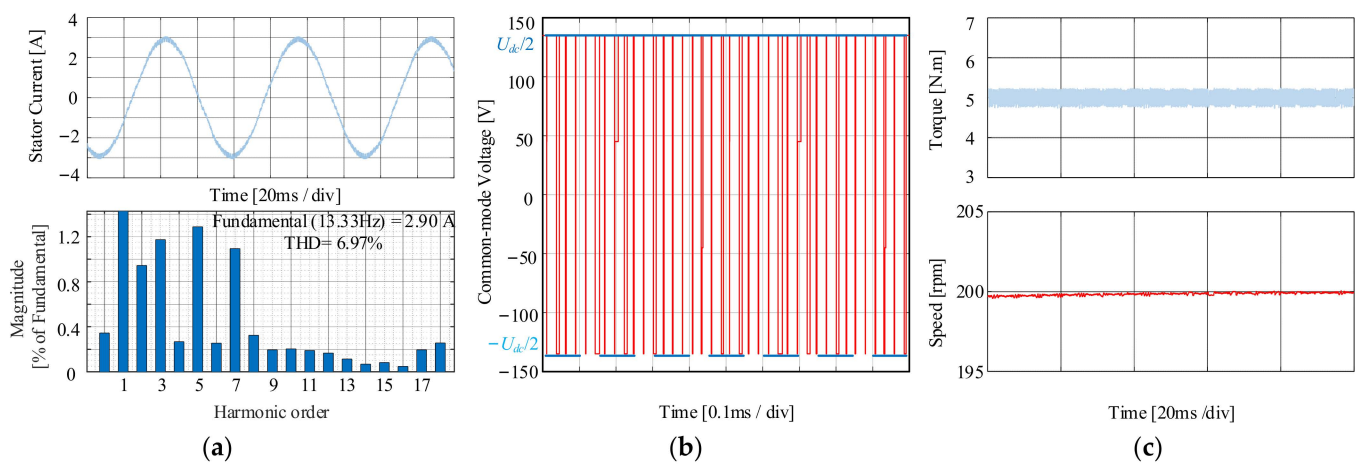 4
2
0
−2
−4
Stator Current [A]
Time [20ms / div]
Fundamental (13.33Hz) = 2.90 A
THD= 6.97%
1.2
0.8
0.4
0
Magnitude
[% of Fundamental]
1 3 5 7 9 11 13 15 17
Harmonic order
(a)
150
100
50
0
−50
−100
−150
Udc/2
−Udc/2
Common-mode Voltage [V]
Time [0.1ms / div]
(b)
7
6
5
4
3
Torque [N.m]
205
200
195
Speed [rpm]
Time [20ms /div]
(c)